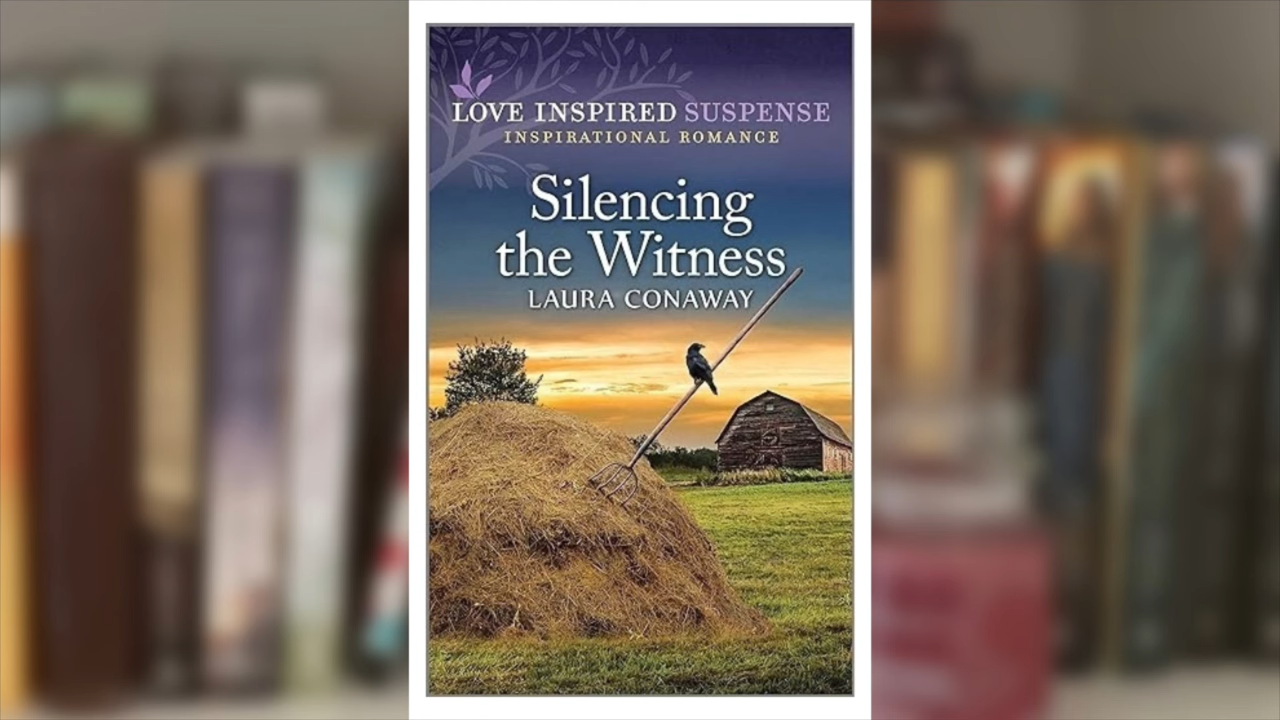 LOVE INSPIRED SUSPENSE
INSPIRATIONAL ROMANCE
Silencing
the Witness
LAURA CONAWAY